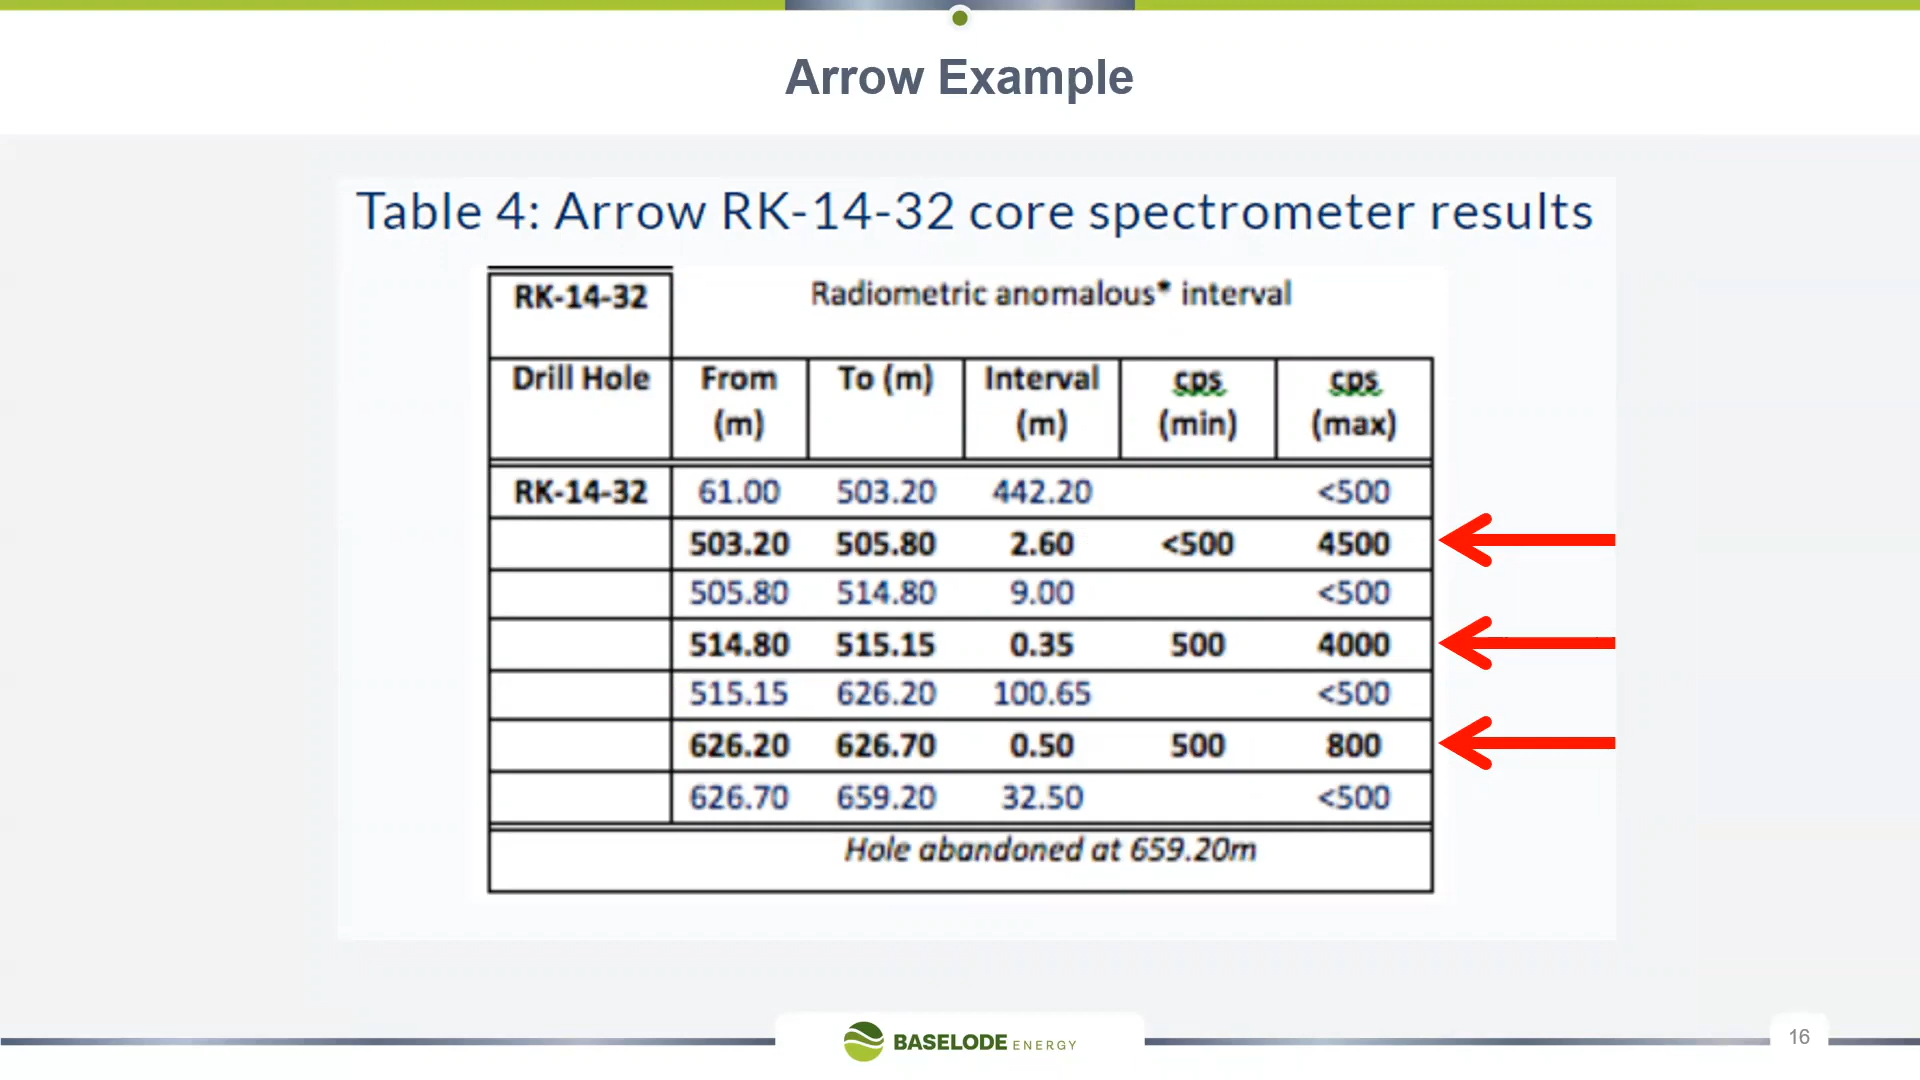 Arrow Example
Table 4: Arrow RK-14-32 core spectrometer results
RK-14-32 Radiometric anomalous* interval
Drill Hole From (m) To (m) Interval (m) cps (min) cps (max)
RK-14-32 61.00 503.20 442.20 <500
503.20 505.80 2.60 <500 4500
505.80 514.80 9.00 <500
514.80 515.15 0.35 500 4000
515.15 626.20 100.65 <500
626.20 626.70 0.50 500 800
626.70 659.20 32.50 <500
Hole abandoned at 659.20m
BASELODE ENERGY
16